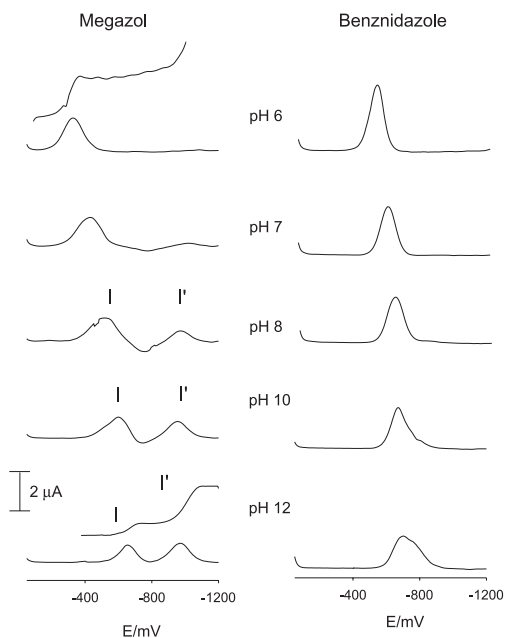 Megazol
Benznidazole
pH 6
pH 7
I
I'
pH 8
I
I'
pH 10
2 µA
I'
I
pH 12
-400
-800
-1200
-400
-800
-1200
E/mV
E/mV